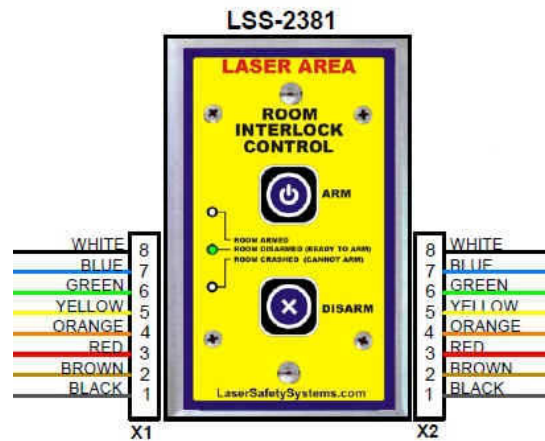 LSS-2381
LASER AREA
ROOM
INTERLOCK
CONTROL
ARM
ROOM ARMED
ROOM DISARMED (READY TO ARM)
ROOM CRASHED (CANNOT ARM)
DISARM
LaserSafetySystems.com
WHITE 8
BLUE 7
GREEN 6
YELLOW 5
ORANGE 4
RED 3
BROWN 2
BLACK 1
X1
8 WHITE
7 BLUE
6 GREEN
5 YELLOW
4 ORANGE
3 RED
2 BROWN
1 BLACK
X2